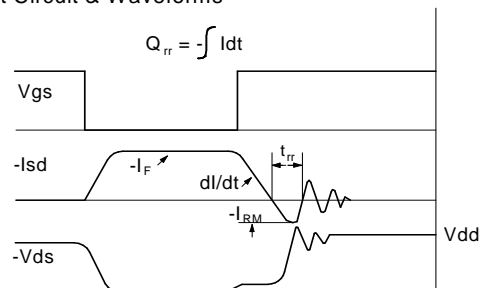 t Circuit & Waveforms
Q rr = -∫ Idt
Vgs
-Isd
-I F
dI/dt
t rr
-I RM
Vdd
-Vds